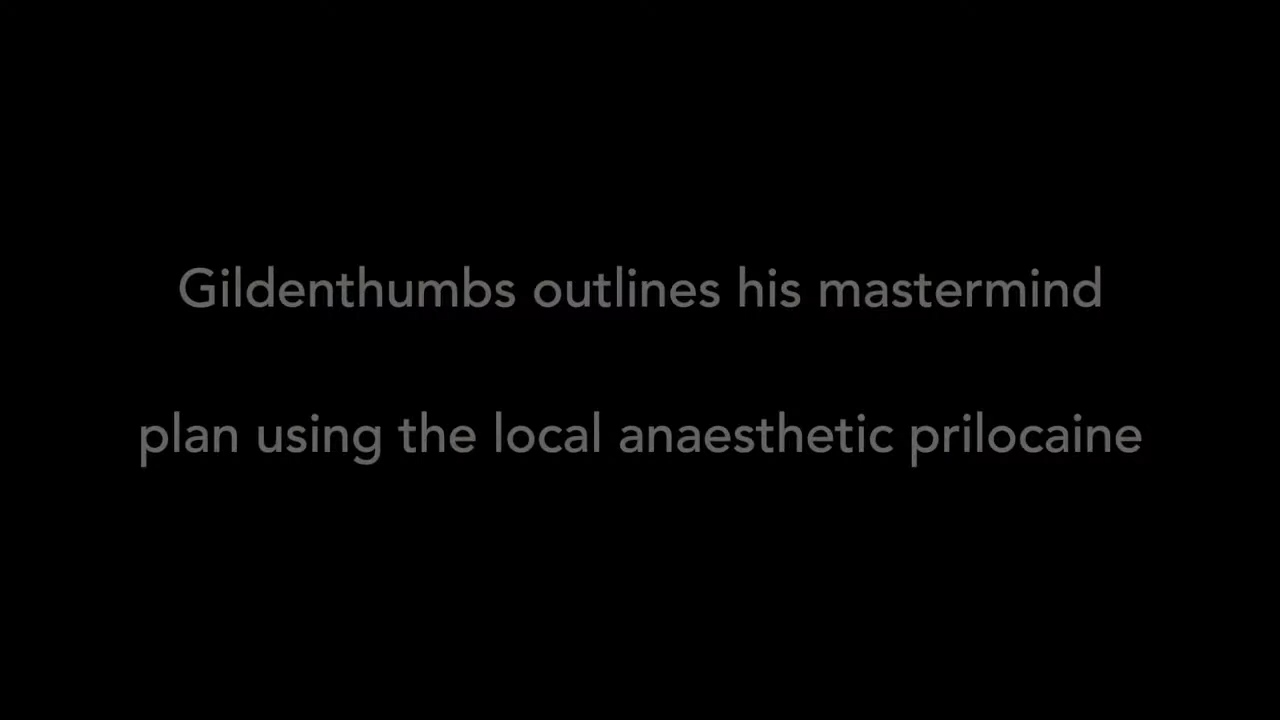 Gildenthumbs outlines his mastermind
plan using the local anaesthetic prilocaine